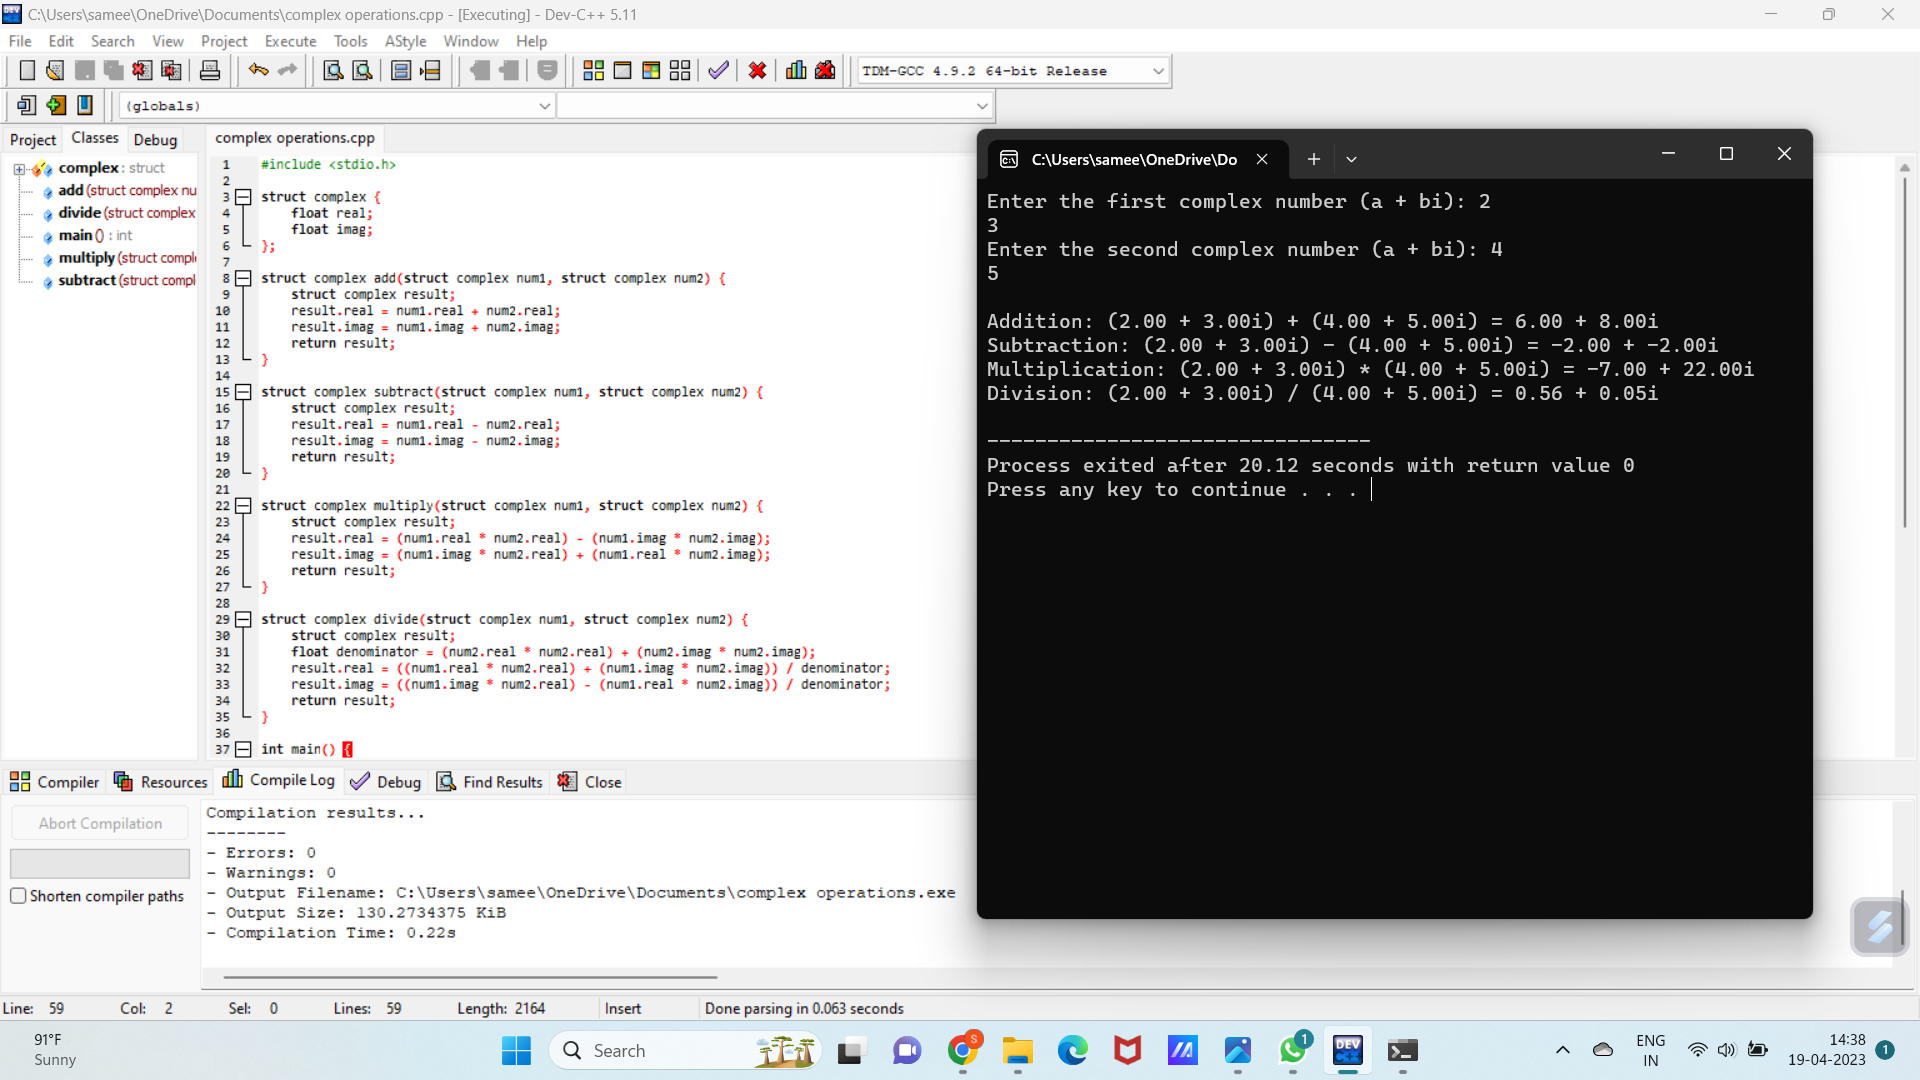 C:\Users\samee\OneDrive\Documents\complex operations.cpp - [Executing] - Dev-C++ 5.11
File Edit Search View Project Execute Tools AStyle Window Help
TDM-GCC 4.9.2 64-bit Release
(globals)
Project Classes Debug
complex operations.cpp
complex : struct
add (struct complex nu
divide (struct complex
main () : int
multiply (struct compl
subtract (struct compl
1 #include <stdio.h>
2
3 struct complex {
4 float real;
5 float imag;
6 };
7
8 struct complex add(struct complex num1, struct complex num2) {
9 struct complex result;
10 result.real = num1.real + num2.real;
11 result.imag = num1.imag + num2.imag;
12 return result;
13 }
14
15 struct complex subtract(struct complex num1, struct complex num2) {
16 struct complex result;
17 result.real = num1.real - num2.real;
18 result.imag = num1.imag - num2.imag;
19 return result;
20 }
21
22 struct complex multiply(struct complex num1, struct complex num2) {
23 struct complex result;
24 result.real = (num1.real * num2.real) - (num1.imag * num2.imag);
25 result.imag = (num1.imag * num2.real) + (num1.real * num2.imag);
26 return result;
27 }
28
29 struct complex divide(struct complex num1, struct complex num2) {
30 struct complex result;
31 float denominator = (num2.real * num2.real) + (num2.imag * num2.imag);
32 result.real = ((num1.real * num2.real) + (num1.imag * num2.imag)) / denominator;
33 result.imag = ((num1.imag * num2.real) - (num1.real * num2.imag)) / denominator;
34 return result;
35 }
36
37 int main() {
C:\Users\samee\OneDrive\Do
Enter the first complex number (a + bi): 2
3
Enter the second complex number (a + bi): 4
5
Addition: (2.00 + 3.00i) + (4.00 + 5.00i) = 6.00 + 8.00i
Subtraction: (2.00 + 3.00i) - (4.00 + 5.00i) = -2.00 + -2.00i
Multiplication: (2.00 + 3.00i) * (4.00 + 5.00i) = -7.00 + 22.00i
Division: (2.00 + 3.00i) / (4.00 + 5.00i) = 0.56 + 0.05i
--------------------------------
Process exited after 20.12 seconds with return value 0
Press any key to continue . . .
Compiler Resources Compile Log Debug Find Results Close
Abort Compilation
Shorten compiler paths
Compilation results...
--------
- Errors: 0
- Warnings: 0
- Output Filename: C:\Users\samee\OneDrive\Documents\complex operations.exe
- Output Size: 130.2734375 KiB
- Compilation Time: 0.22s
Line: 59 Col: 2 Sel: 0 Lines: 59 Length: 2164 Insert Done parsing in 0.063 seconds
91°F
Sunny
Search
S
1
DEV
C++
ENG
IN
14:38
19-04-2023
1